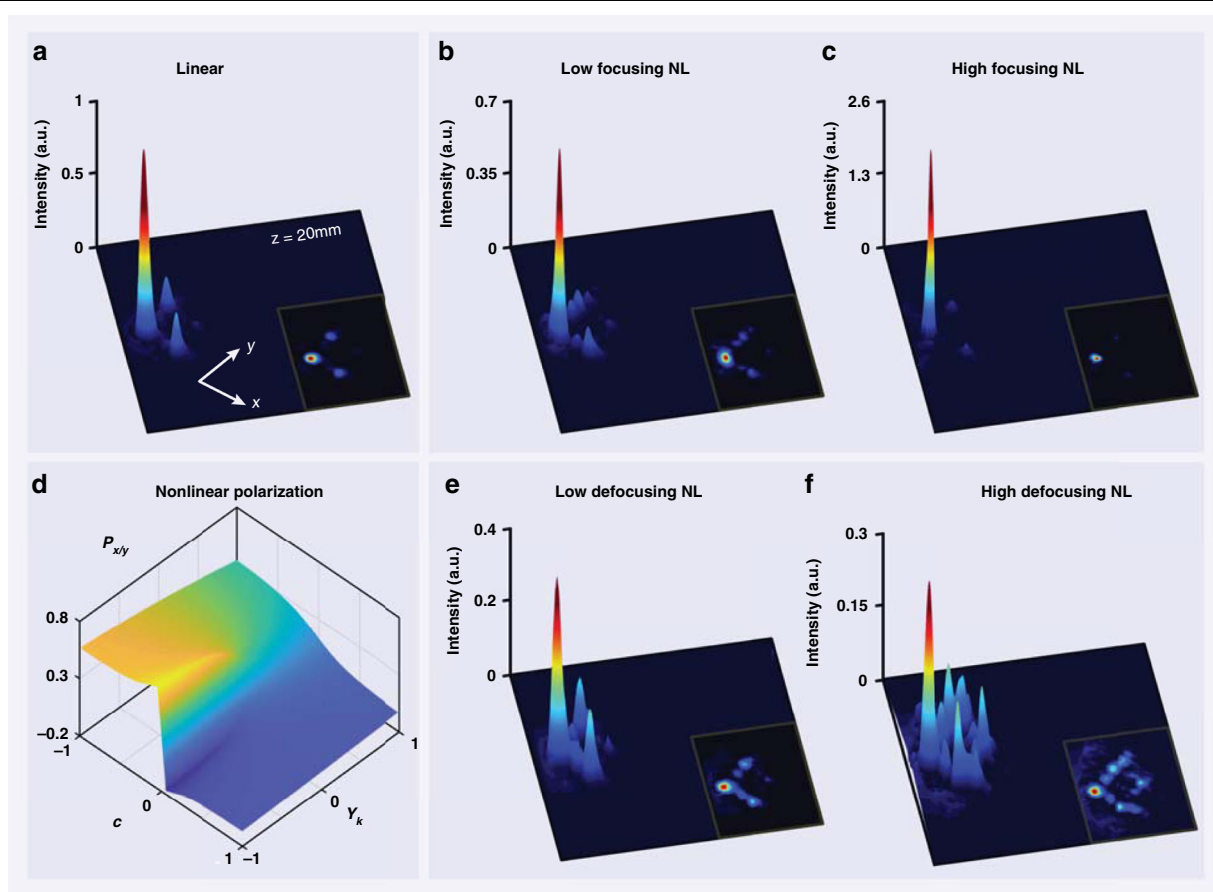 a
Linear
Intensity (a.u.)
1
0.5
0
z = 20mm
y
x
b
Low focusing NL
Intensity (a.u.)
0.7
0.35
0
c
High focusing NL
Intensity (a.u.)
2.6
1.3
0
d
Nonlinear polarization
Px/y
0.8
0.3
–0.2
–1
0
c
1
–1
0
Yk
1
e
Low defocusing NL
Intensity (a.u.)
0.4
0.2
0
f
High defocusing NL
Intensity (a.u.)
0.3
0.15
0